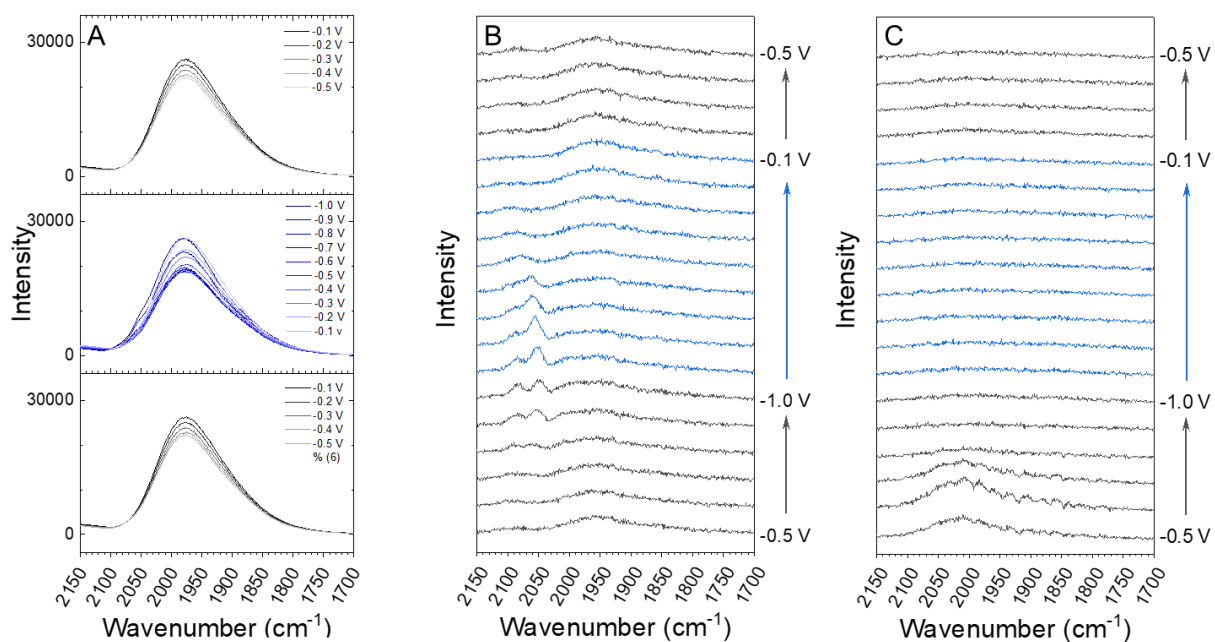 A
30000
0
-0.1 V
-0.2 V
-0.3 V
-0.4 V
-0.5 V
30000
0
-1.0 V
-0.9 V
-0.8 V
-0.7 V
-0.6 V
-0.5 V
-0.4 V
-0.3 V
-0.2 V
-0.1 v
30000
0
-0.1 V
-0.2 V
-0.3 V
-0.4 V
-0.5 V
% (6)
Intensity
2150 2100 2050 2000 1950 1900 1850 1800 1750 1700
Wavenumber (cm⁻¹)
B
-0.5 V
-0.1 V
-1.0 V
-0.5 V
Intensity
2150 2100 2050 2000 1950 1900 1850 1800 1750 1700
Wavenumber (cm⁻¹)
C
-0.5 V
-0.1 V
-1.0 V
-0.5 V
Intensity
2150 2100 2050 2000 1950 1900 1850 1800 1750 1700
Wavenumber (cm⁻¹)